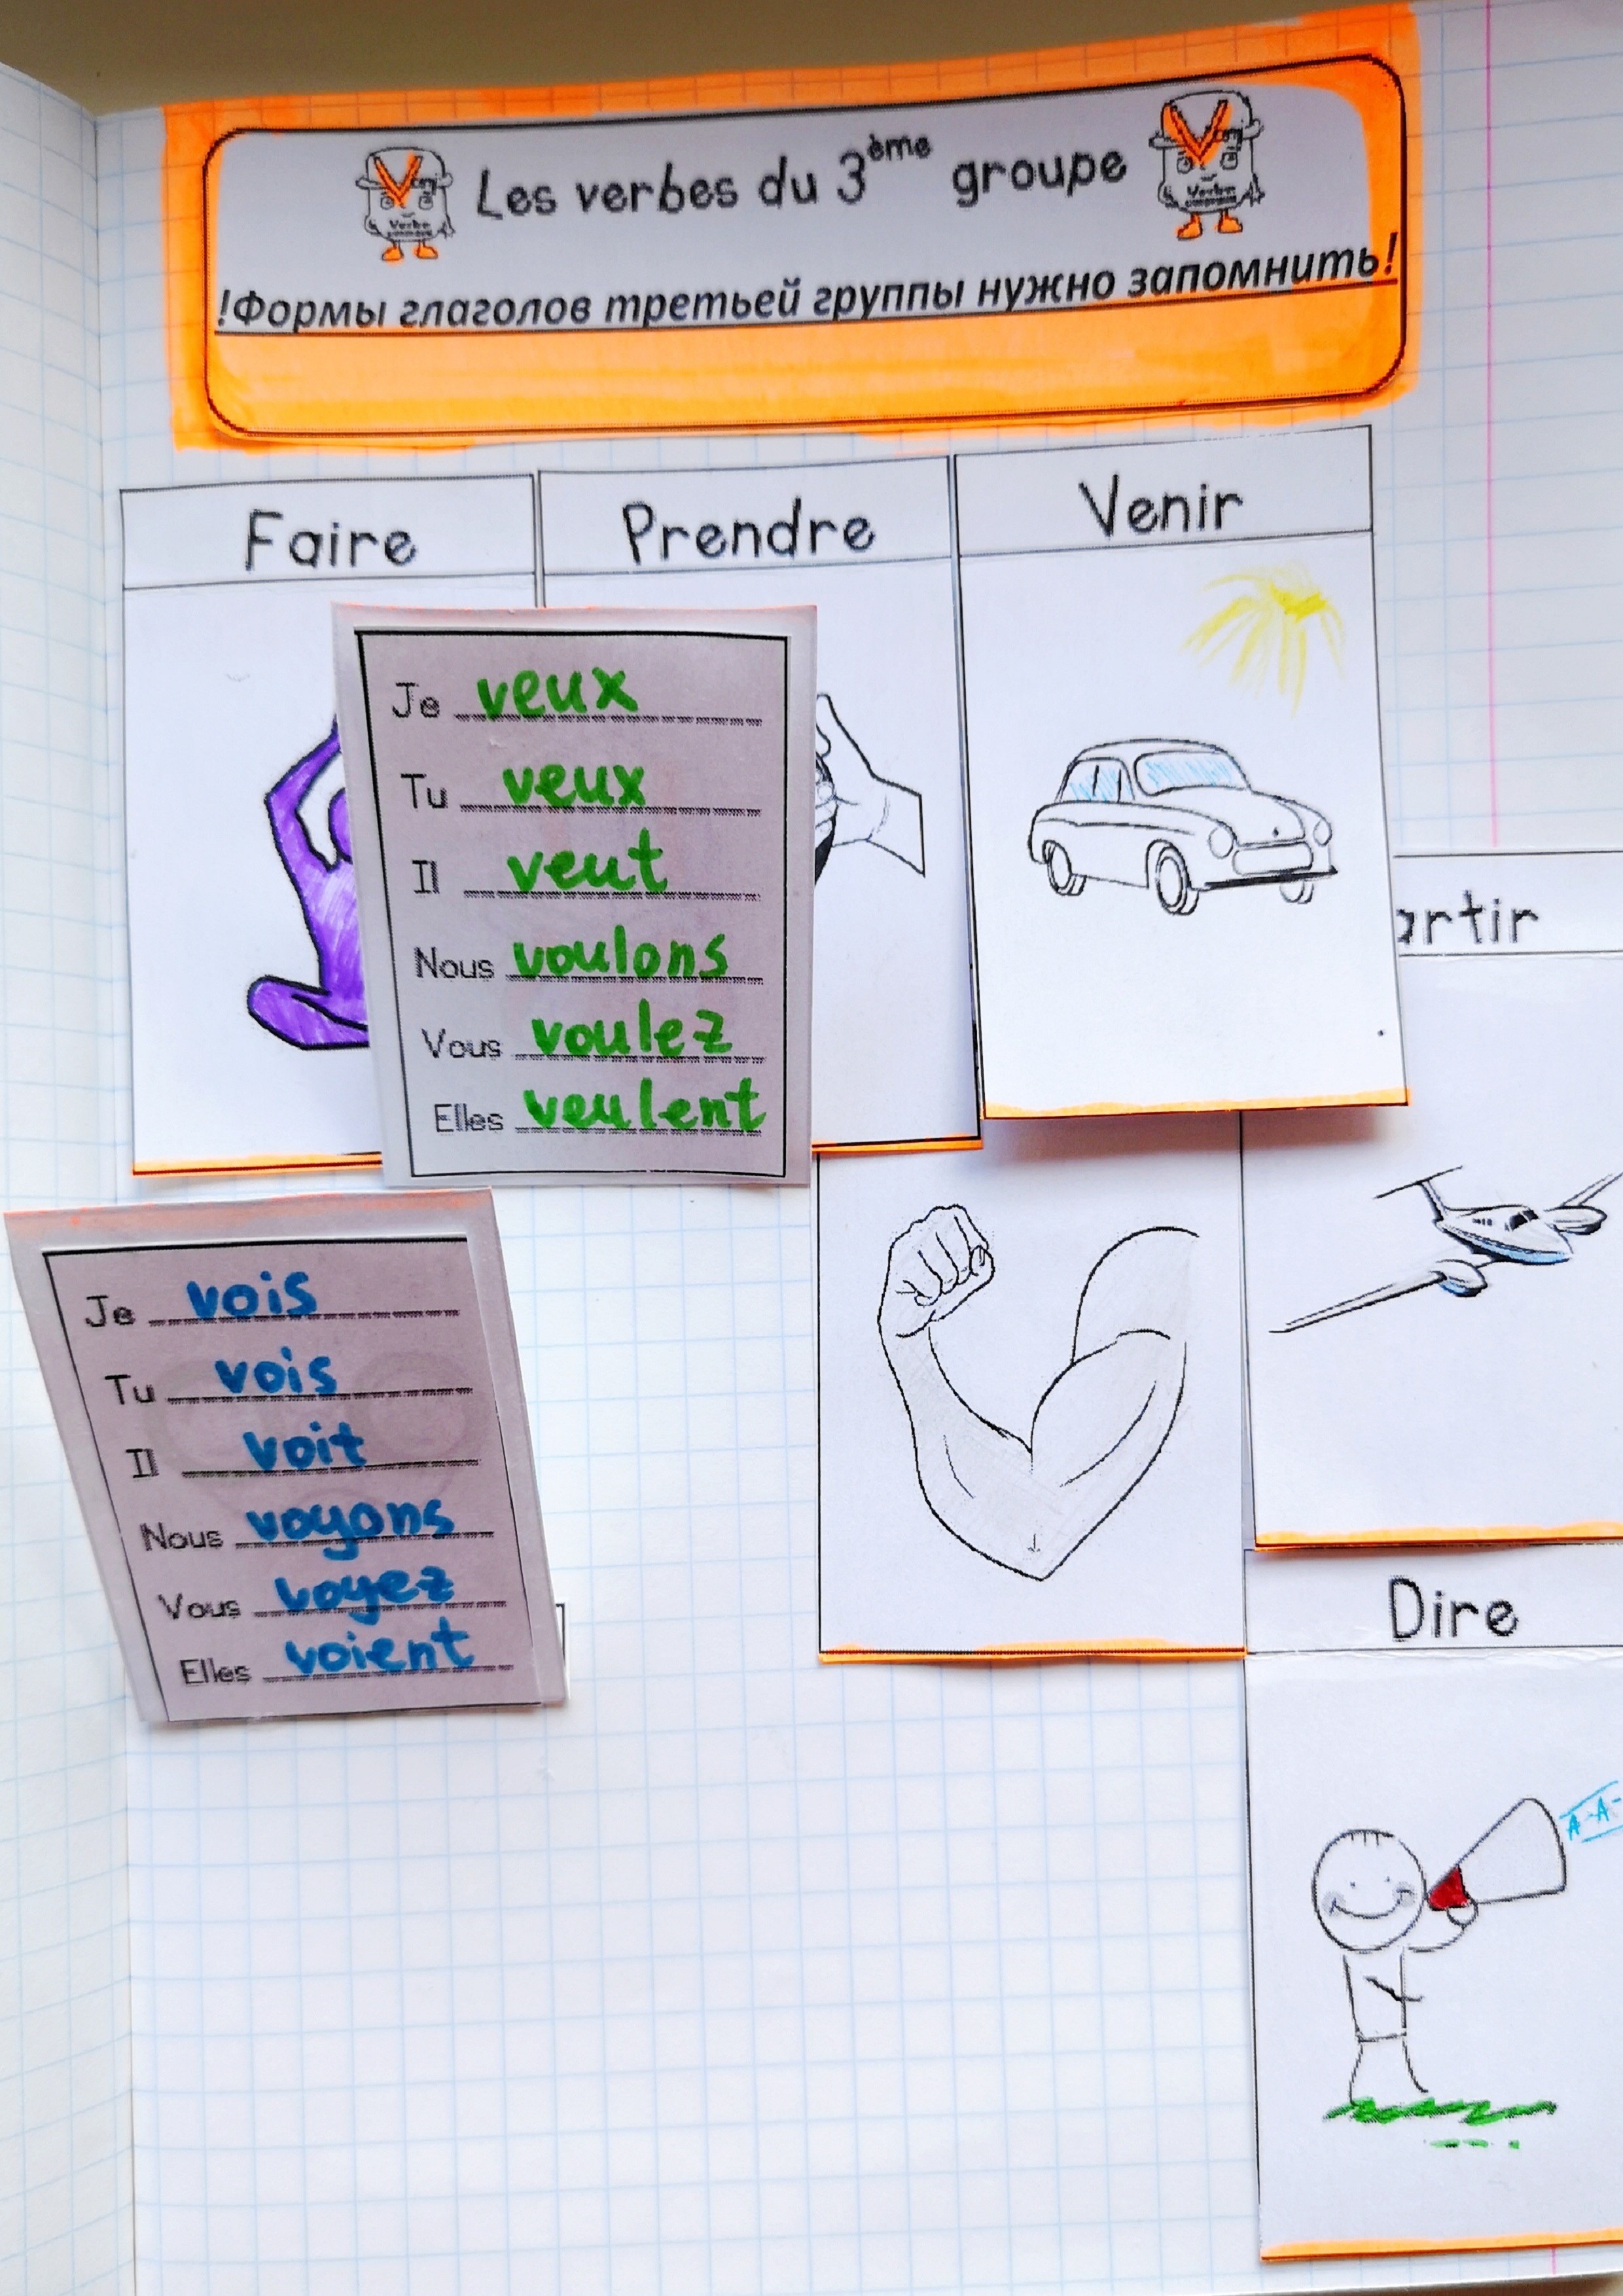 Les verbes du 3ème groupe
!Формы глаголов третьей группы нужно запомнить!
Faire
Prendre
Venir
Je veux
Tu veux
Il veut
Nous voulons
Vous voulez
Elles veulent
artir
Je vois
Tu vois
Il voit
Nous voyons
Vous voyez
Elles voient
Dire
A-A-